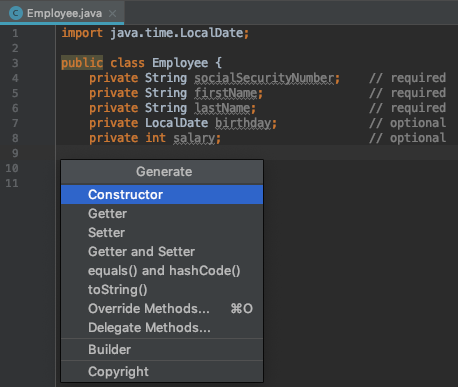 Employee.java
1 import java.time.LocalDate;
2
3 public class Employee {
4 private String socialSecurityNumber; // required
5 private String firstName; // required
6 private String lastName; // required
7 private LocalDate birthday; // optional
8 private int salary; // optional
9
10
11
Generate
Constructor
Getter
Setter
Getter and Setter
equals() and hashCode()
toString()
Override Methods... ⌘O
Delegate Methods...
Builder
Copyright